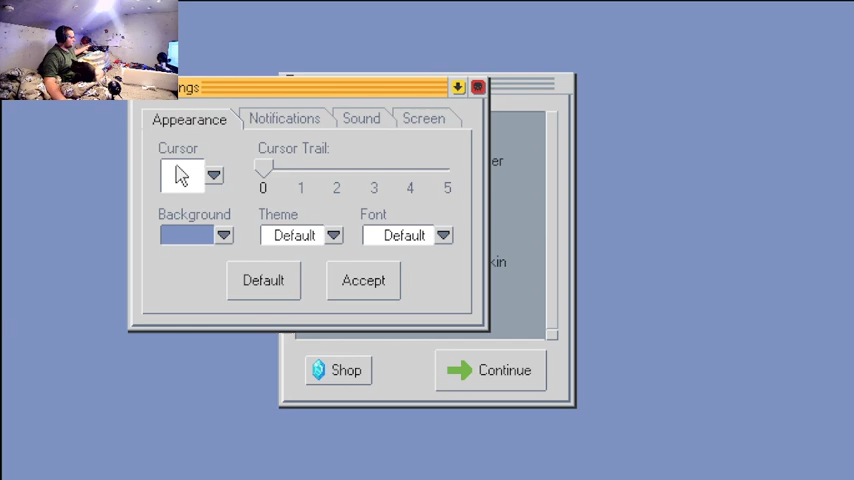 ngs
Appearance Notifications Sound Screen
Cursor Cursor Trail:
0 1 2 3 4 5
Background Theme Font
Default Default
Default Accept
er
kin
Shop Continue